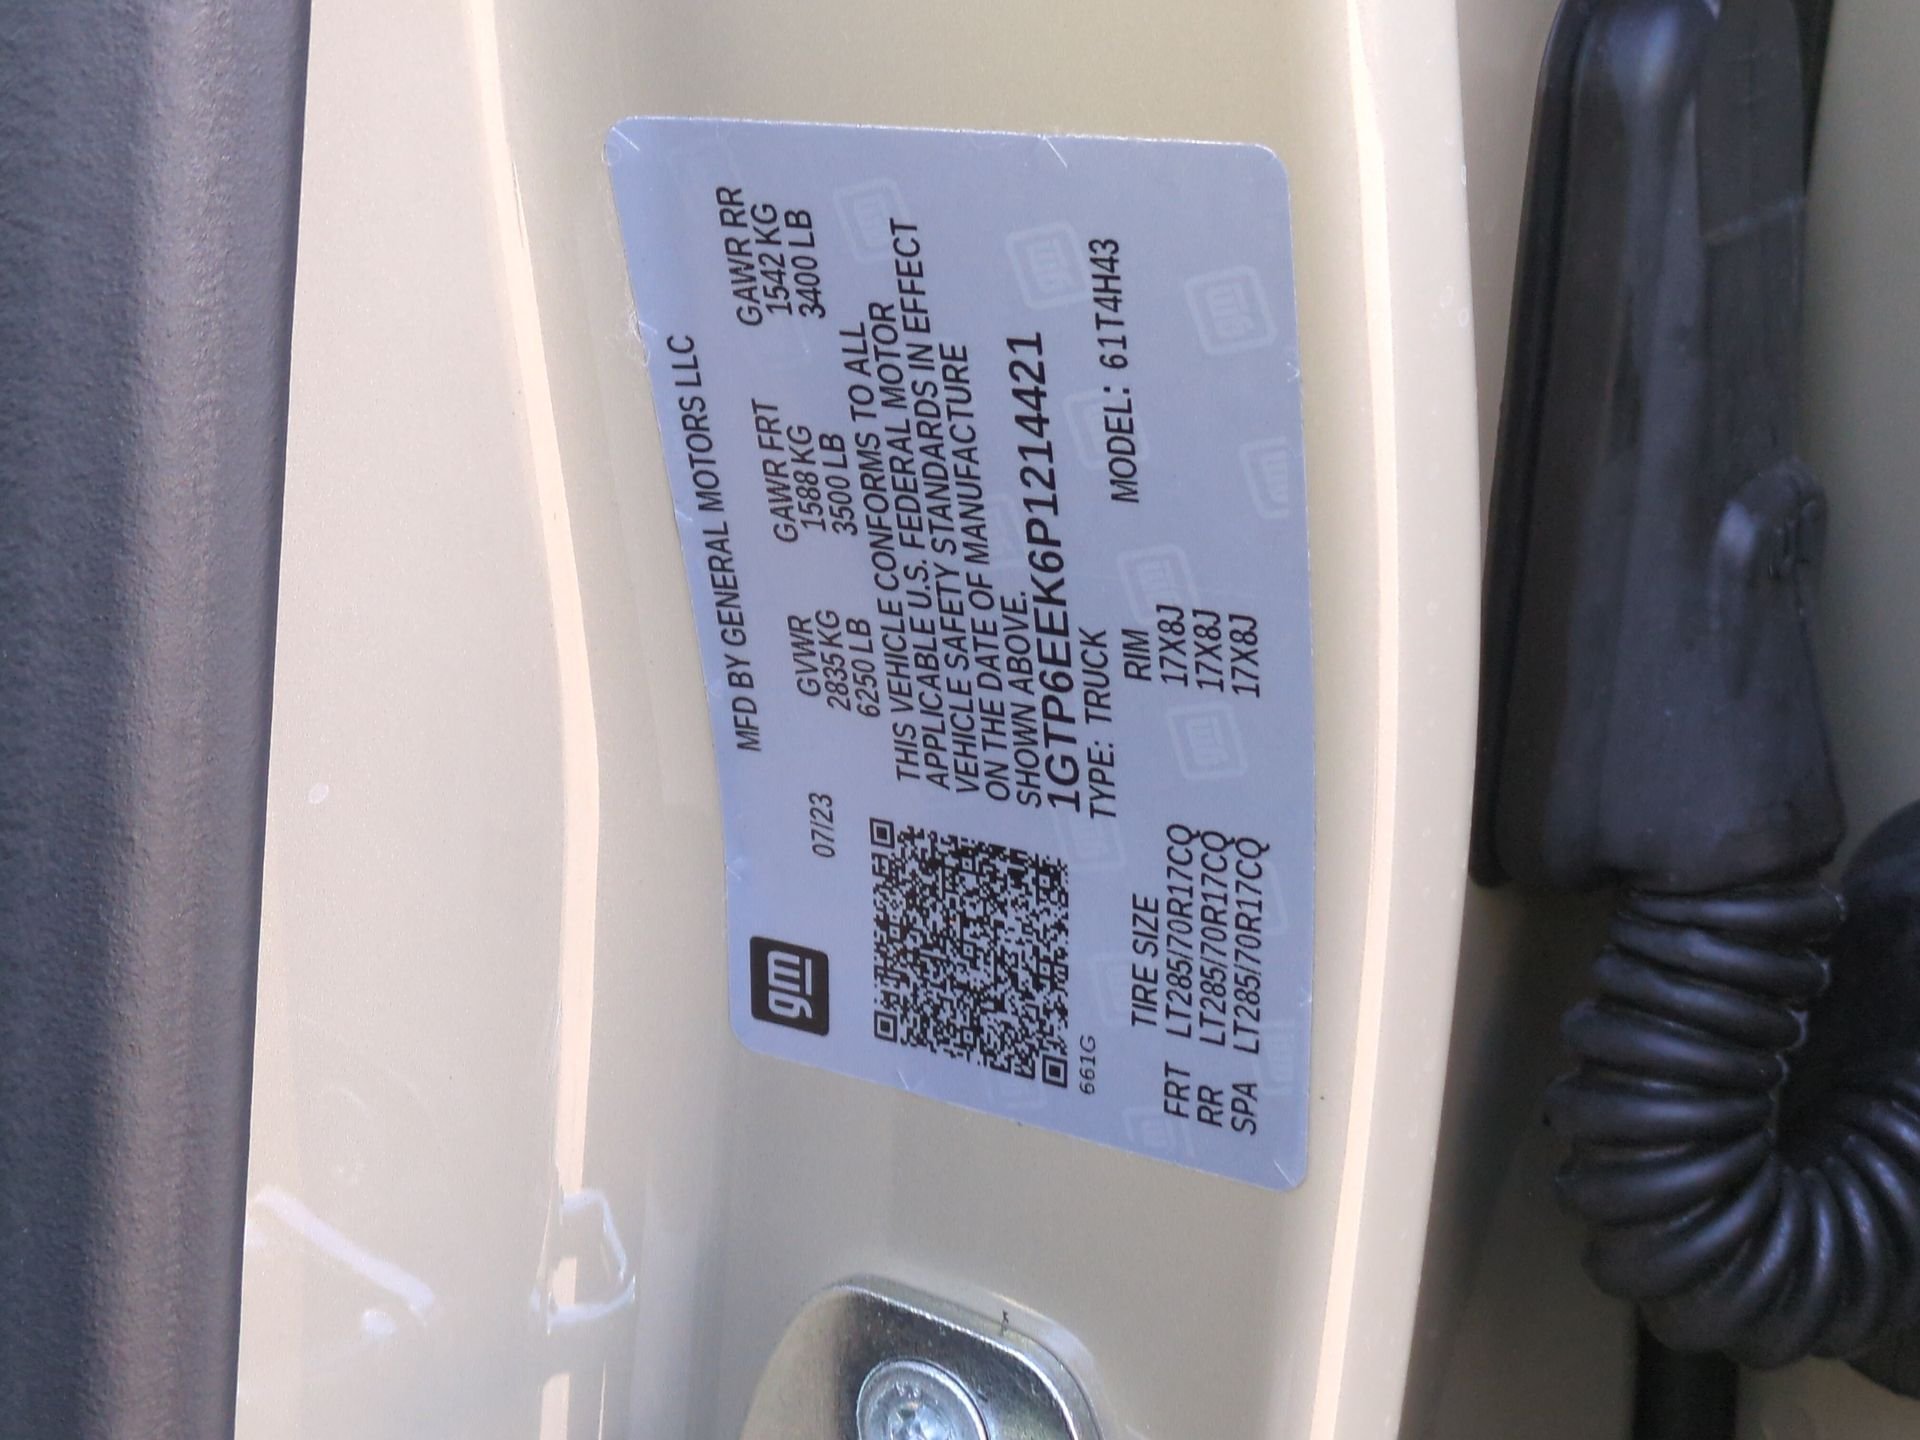 gm
07/23
MFD BY GENERAL MOTORS LLC
GVWR GAWR FRT GAWR RR
2835 KG 1588 KG 1542 KG
6250 LB 3500 LB 3400 LB
THIS VEHICLE CONFORMS TO ALL
APPLICABLE U.S. FEDERAL MOTOR
VEHICLE SAFETY STANDARDS IN EFFECT
ON THE DATE OF MANUFACTURE
SHOWN ABOVE.
1GTP6EEK6P1214421
661G TYPE: TRUCK MODEL: 61T4H43
TIRE SIZE RIM
FRT LT285/70R17CQ 17X8J
RR LT285/70R17CQ 17X8J
SPA LT285/70R17CQ 17X8J